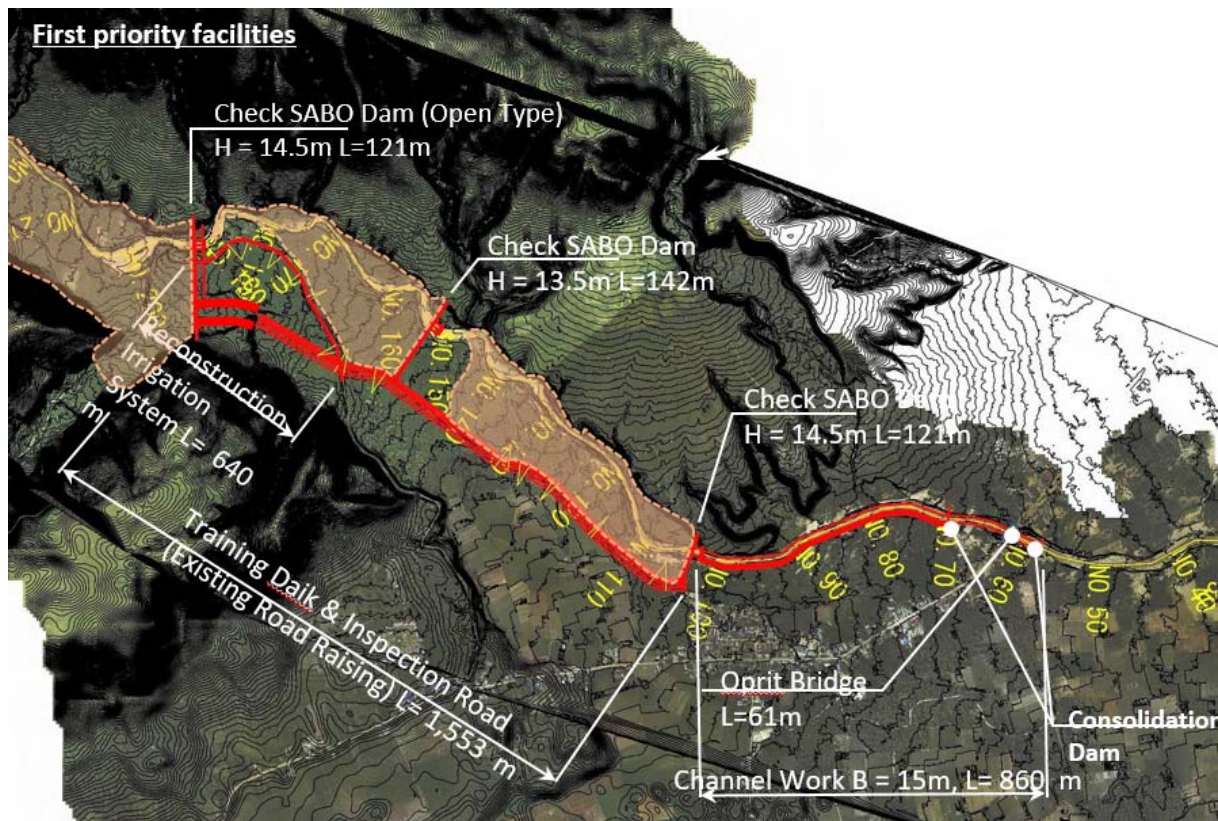 First priority facilities
Check SABO Dam (Open Type)
H = 14.5m L=121m
Check SABO Dam
H = 13.5m L=142m
Check SABO Dam
H = 14.5m L=121m
Reconstruction
Irrigation
System L= 640
m
Training Daik & Inspection Road
(Existing Road Raising) L= 1,553 m
Oprit Bridge
L=61m
Consolidation
Dam
Channel Work B = 15m, L= 860 m
NO.
NO. 160
NO. 150
110
NO. 100
NO. 90
NO. 80
NO. 70
NO. 60
NO. 50
NO.